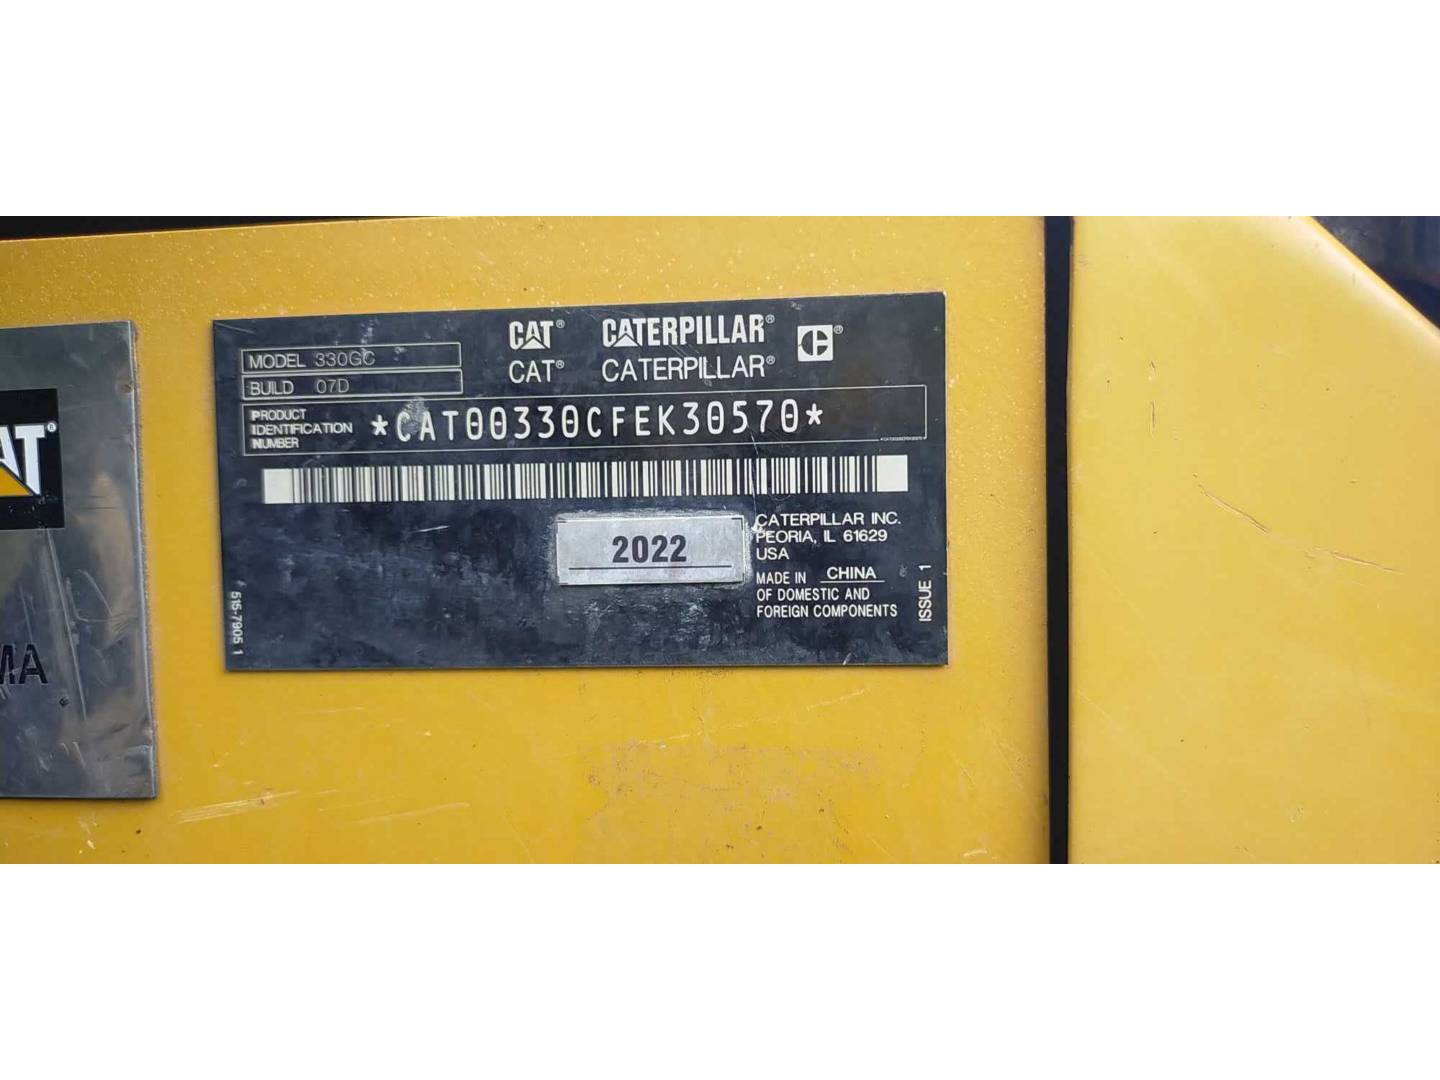 AT®
MA
CAT® CATERPILLAR® ®
CAT® CATERPILLAR®
MODEL 330GC
BUILD 07D
PRODUCT
IDENTIFICATION
NUMBER
*CAT00330CFEK30570*
2022
CATERPILLAR INC.
PEORIA, IL 61629
USA
MADE IN CHINA
OF DOMESTIC AND
FOREIGN COMPONENTS
ISSUE 1
515-7905 1